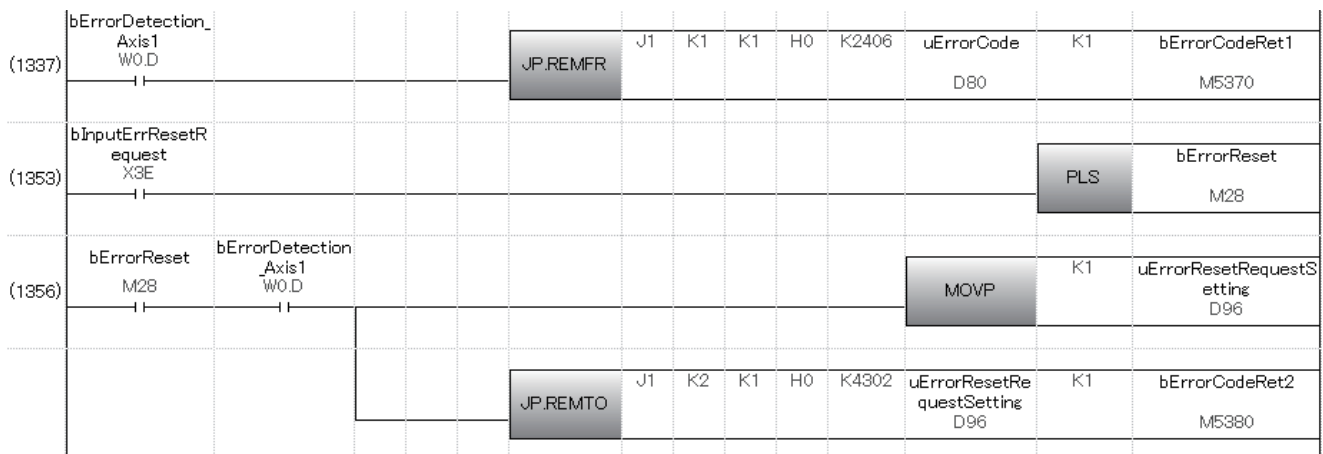 bErrorDetection_
Axis1
W0.D
(1337)
JP.REMFR
J1
K1
K1
H0
K2406
uErrorCode
D80
K1
bErrorCodeRet1
M5370
bInputErrResetR
equest
X3E
(1353)
PLS
bErrorReset
M28
bErrorReset
M28
(1356)
bErrorDetection
_Axis1
W0.D
MOVP
K1
uErrorResetRequestS
etting
D96
JP.REMTO
J1
K2
K1
H0
K4302
uErrorResetRe
questSetting
D96
K1
bErrorCodeRet2
M5380